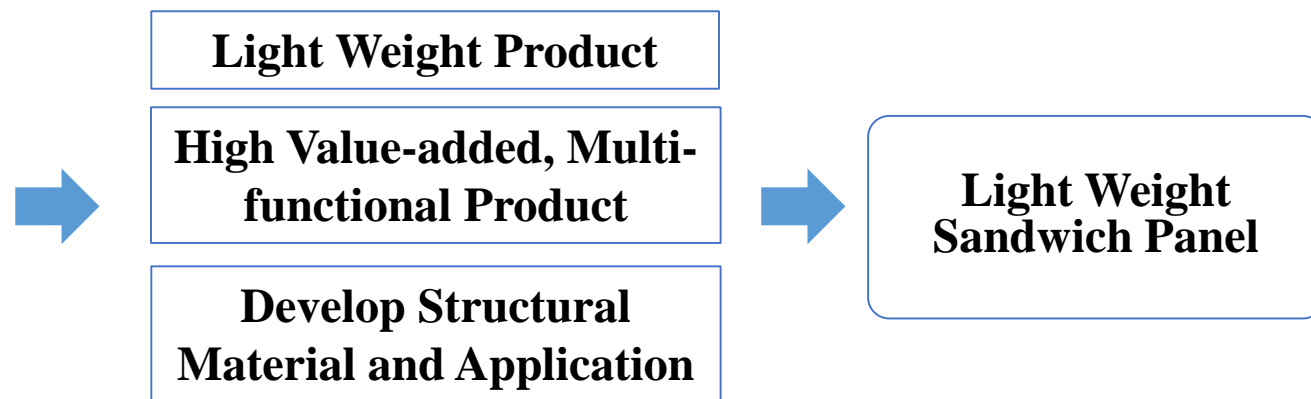 Light Weight Product
High Value-added, Multi-
functional Product
Develop Structural
Material and Application
Light Weight
Sandwich Panel